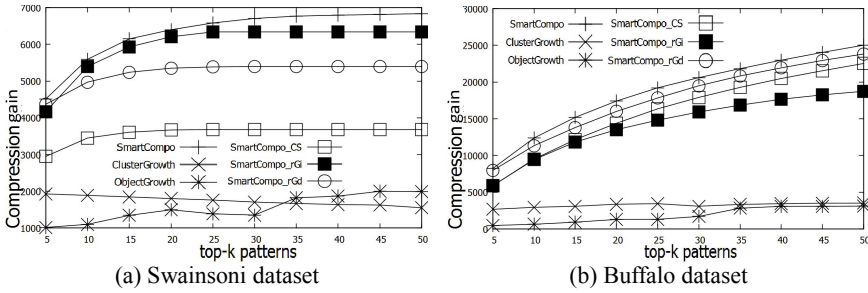 7000
6000
5000
4000
3000
2000
1000
Compression gain
SmartCompo
ClusterGrowth
ObjectGrowth
SmartCompo_CS
SmartCompo_rGi
SmartCompo_rGd
5 10 15 20 25 30 35 40 45 50
top-k patterns
(a) Swainsoni dataset
30000
25000
20000
15000
10000
5000
0
Compression gain
SmartCompo
ClusterGrowth
ObjectGrowth
SmartCompo_CS
SmartCompo_rGi
SmartCompo_rGd
5 10 15 20 25 30 35 40 45 50
top-k patterns
(b) Buffalo dataset